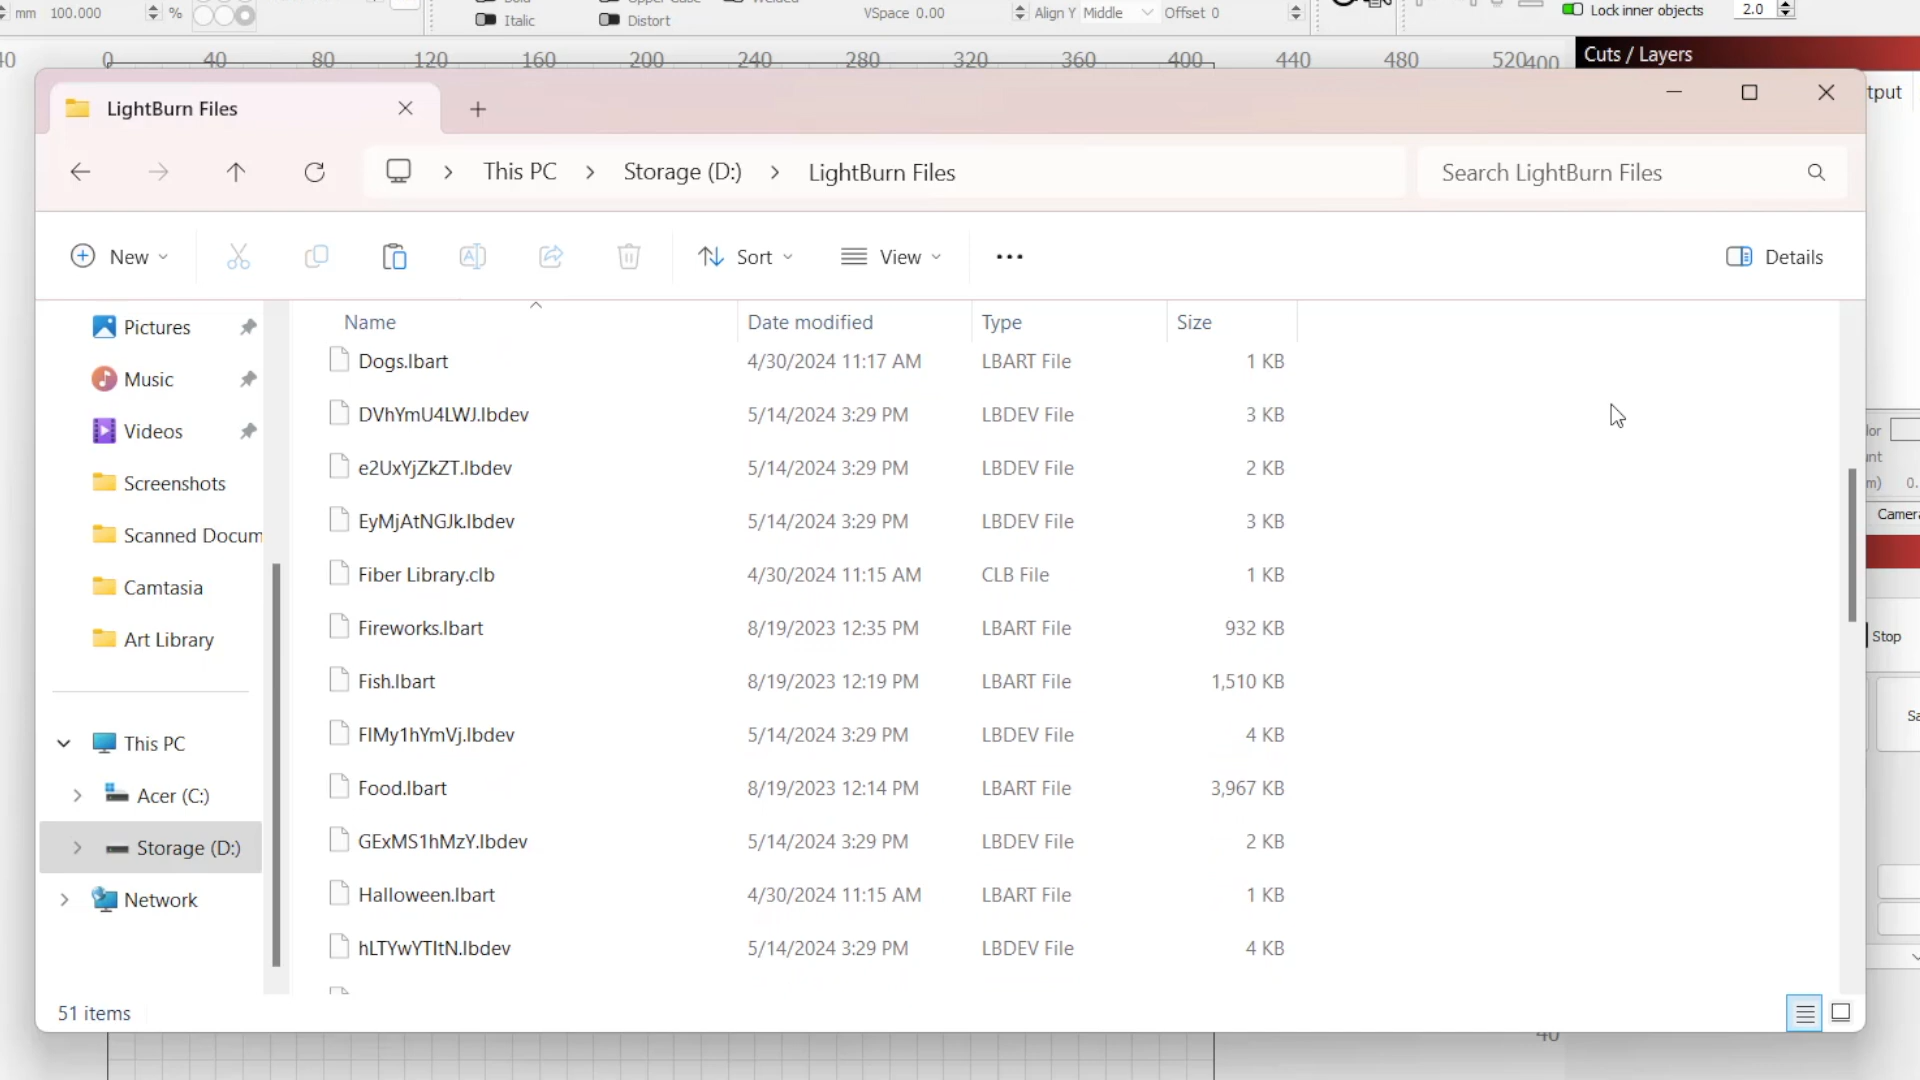 mm 100.000 %
Italic Distort
VSpace 0.00 Align Y Middle Offset 0
Lock inner objects 2.0
0 40 80 120 160 200 240 280 320 360 400 440 480 520 400
Cuts / Layers
LightBurn Files
This PC > Storage (D:) > LightBurn Files
Search LightBurn Files
New
Sort
View
Details
Pictures
Music
Videos
Screenshots
Scanned Docum
Camtasia
Art Library
This PC
Acer (C:)
Storage (D:)
Network
Name Date modified Type Size
Dogs.lbart 4/30/2024 11:17 AM LBART File 1 KB
DVhYmU4LWJ.lbdev 5/14/2024 3:29 PM LBDEV File 3 KB
e2UxYjZkZT.lbdev 5/14/2024 3:29 PM LBDEV File 2 KB
EyMjAtNGJk.lbdev 5/14/2024 3:29 PM LBDEV File 3 KB
Fiber Library.clb 4/30/2024 11:15 AM CLB File 1 KB
Fireworks.lbart 8/19/2023 12:35 PM LBART File 932 KB
Fish.lbart 8/19/2023 12:19 PM LBART File 1,510 KB
FlMy1hYmVj.lbdev 5/14/2024 3:29 PM LBDEV File 4 KB
Food.lbart 8/19/2023 12:14 PM LBART File 3,967 KB
GExMS1hMzY.lbdev 5/14/2024 3:29 PM LBDEV File 2 KB
Halloween.lbart 4/30/2024 11:15 AM LBART File 1 KB
hLTYwYTItN.lbdev 5/14/2024 3:29 PM LBDEV File 4 KB
51 items
tput
Camera
Stop
40